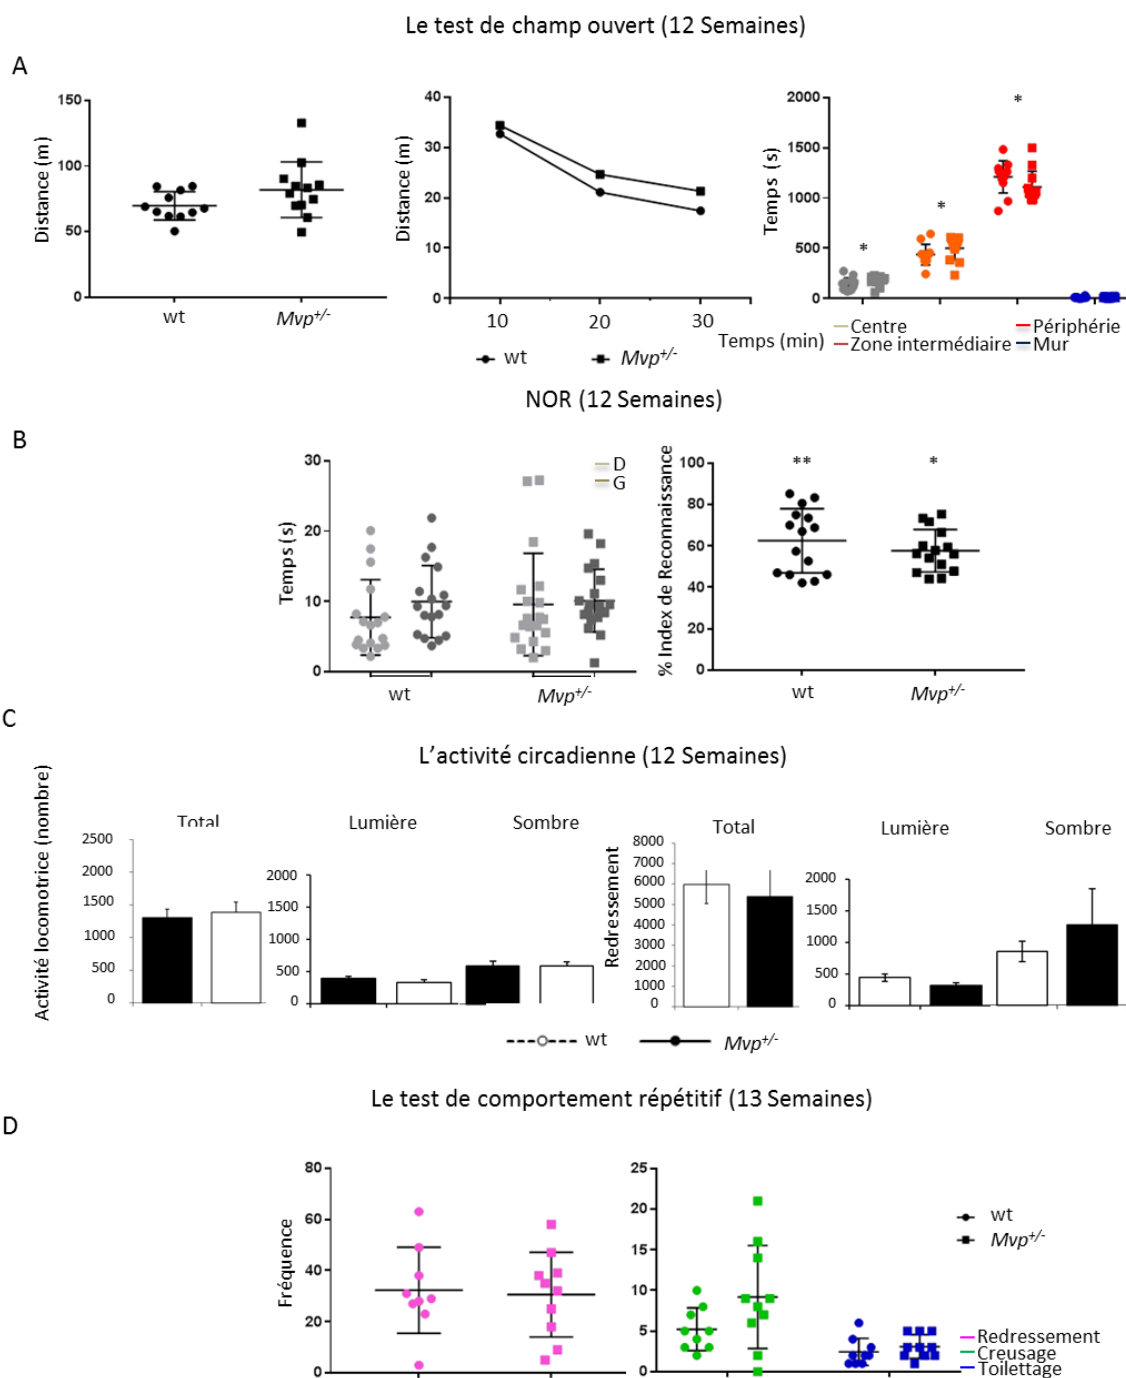 Le test de champ ouvert (12 Semaines)
A
150
100
50
0
Distance (m)
wt
Mvp+/-
40
30
20
10
0
Distance (m)
10
20
30
Temps (min)
wt
Mvp+/-
2000
1500
1000
500
0
Temps (s)
*
*
*
Centre
Périphérie
Zone intermédiaire
Mur
NOR (12 Semaines)
B
30
20
10
0
Temps (s)
D
G
wt
Mvp+/-
100
80
60
40
20
0
% Index de Reconnaissance
**
*
wt
Mvp+/-
C
L'activité circadienne (12 Semaines)
Activité locomotrice (nombre)
Total
Lumière
Sombre
2500
2000
1500
1000
500
0
2000
1500
1000
500
0
Redressement
Total
Lumière
Sombre
8000
7000
6000
5000
4000
3000
2000
1000
0
2000
1500
1000
500
0
wt
Mvp+/-
Le test de comportement répétitif (13 Semaines)
D
80
60
40
20
0
Fréquence
25
20
15
10
5
0
wt
Mvp+/-
Redressement
Creusage
Toilettage